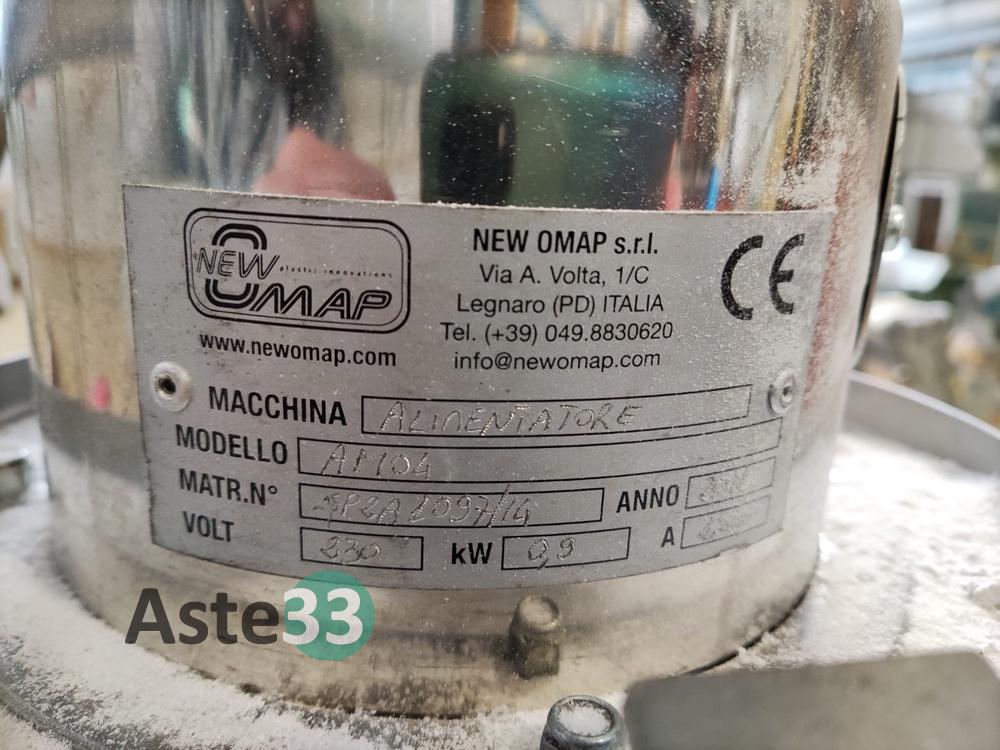 NEW
plastic innovations
OMAP
www.newomap.com
NEW OMAP s.r.l.
Via A. Volta, 1/C
Legnaro (PD) ITALIA
Tel. (+39) 049.8830620
info@newomap.com
CE
MACCHINA ALIMENTATORE
MODELLO AM04
MATR.N° ANNO
VOLT 230 kW 0,9 A
Aste33